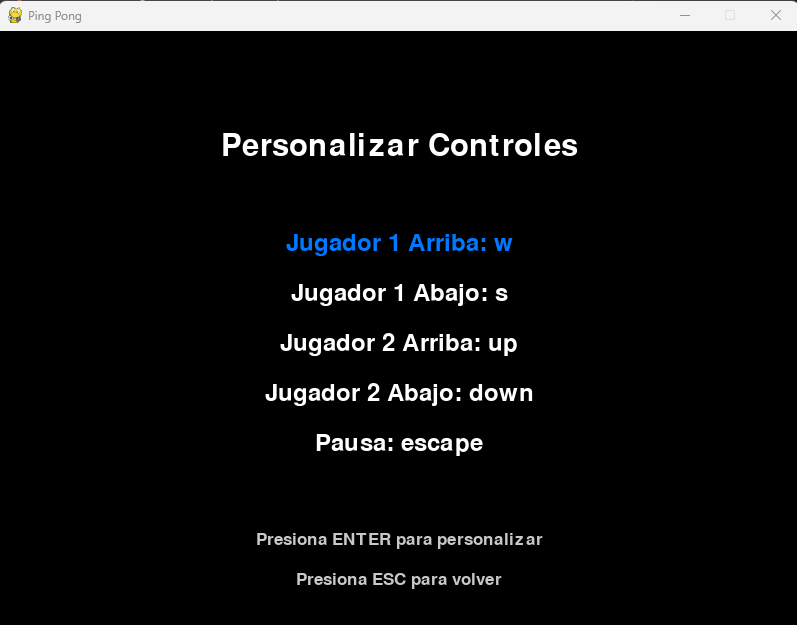 Ping Pong
Personalizar Controles
Jugador 1 Arriba: w
Jugador 1 Abajo: s
Jugador 2 Arriba: up
Jugador 2 Abajo: down
Pausa: escape
Presiona ENTER para personalizar
Presiona ESC para volver